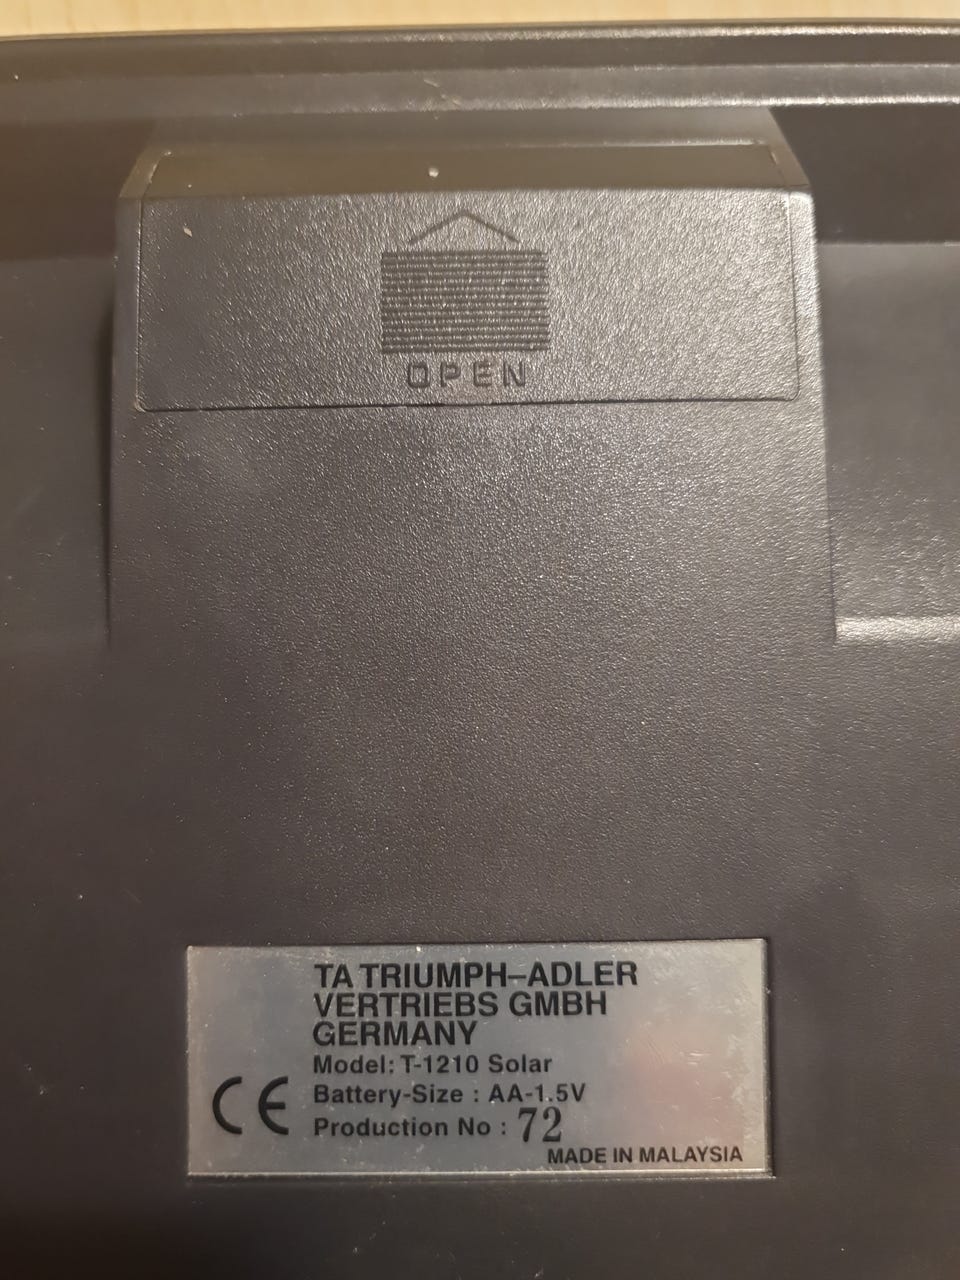 OPEN
TA TRIUMPH–ADLER
VERTRIEBS GMBH
GERMANY
Model: T-1210 Solar
Battery-Size : AA-1.5V
Production No : 72
CE
MADE IN MALAYSIA